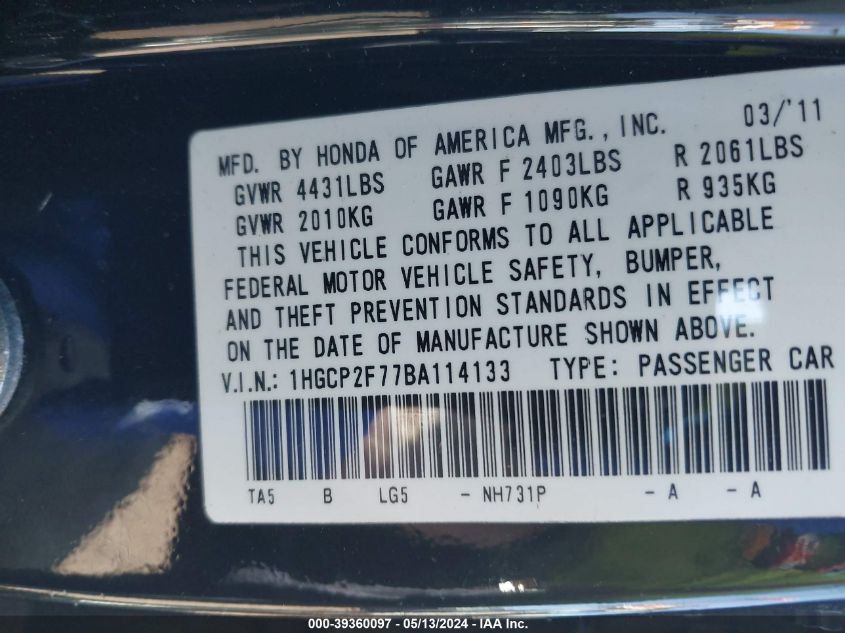 MFD. BY HONDA OF AMERICA MFG., INC. 03/'11
GVWR 4431LBS GAWR F 2403LBS R 2061LBS
GVWR 2010KG GAWR F 1090KG R 935KG
THIS VEHICLE CONFORMS TO ALL APPLICABLE
FEDERAL MOTOR VEHICLE SAFETY, BUMPER,
AND THEFT PREVENTION STANDARDS IN EFFECT
ON THE DATE OF MANUFACTURE SHOWN ABOVE.
V.I.N.: 1HGCP2F77BA114133 TYPE: PASSENGER CAR
TA5 B LG5 - NH731P - A - A
000-39360097 - 05/13/2024 - IAA Inc.